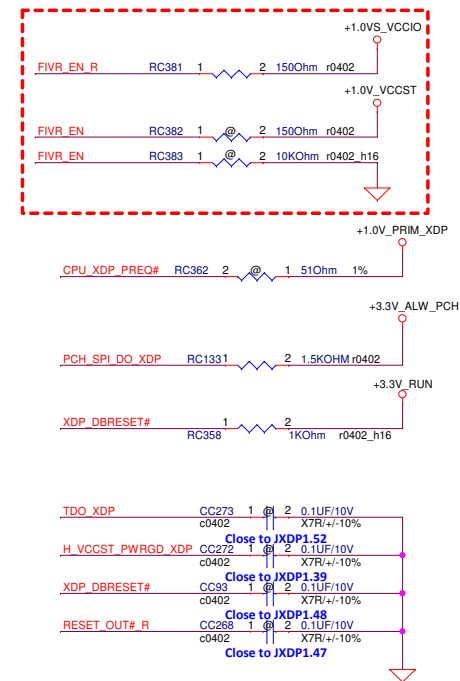 +1.0VS_VCCIO
FIVR_EN_R RC381 1 2 150Ohm r0402
+1.0V_VCCST
FIVR_EN RC382 1 @ 2 150Ohm r0402
FIVR_EN RC383 1 @ 2 10KOhm r0402_h16
+1.0V_PRIM_XDP
CPU_XDP_PREQ# RC362 2 @ 1 51Ohm 1%
+3.3V_ALW_PCH
PCH_SPI_DO_XDP RC133 1 2 1.5KOHM r0402
+3.3V_RUN
XDP_DBRESET# 1 2
RC358 1KOhm r0402_h16
TDO_XDP CC273 1 @ 2 0.1UF/10V
c0402 X7R/+/-10%
Close to JXDP1.52
H_VCCST_PWRGD_XDP CC272 1 @ 2 0.1UF/10V
c0402 X7R/+/-10%
Close to JXDP1.39
XDP_DBRESET# CC93 1 @ 2 0.1UF/10V
c0402 X7R/+/-10%
Close to JXDP1.48
RESET_OUT#_R CC268 1 @ 2 0.1UF/10V
c0402 X7R/+/-10%
Close to JXDP1.47